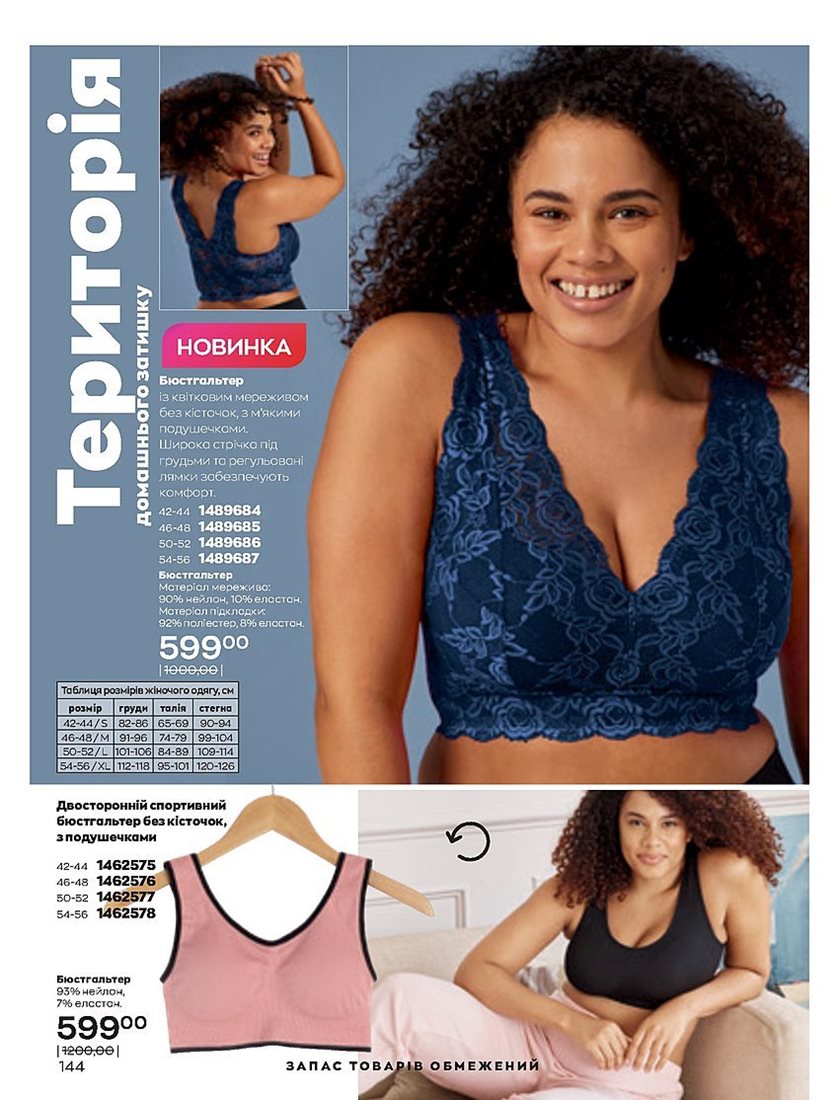 Територія
домашнього затишку
НОВИНКА
Бюстгальтер
із квітковим мереживом
без кісточок, з м'якими
подушечками.
Широка стрічка під
грудьми та регульовані
лямки забезпечують
комфорт.
42-44 1489684
46-48 1489685
50-52 1489686
54-56 1489687
Бюстгальтер
Матеріал мережива:
90% нейлон, 10% еластан.
Матеріал підкладки:
92% поліестер, 8% еластан.
599⁰⁰
|1000,00|
Таблиця розмірів жіночого одягу, см
розмір груди талія стегна
42-44/S 82-86 65-69 90-94
46-48/M 91-96 74-79 99-104
50-52/L 101-106 84-89 109-114
54-56/XL 112-118 95-101 120-126
Двосторонній спортивний
бюстгальтер без кісточок,
з подушечками
42-44 1462575
46-48 1462576
50-52 1462577
54-56 1462578
Бюстгальтер
93% нейлон,
7% еластан.
599⁰⁰
|1200,00|
144
ЗАПАС ТОВАРІВ ОБМЕЖЕНИЙ